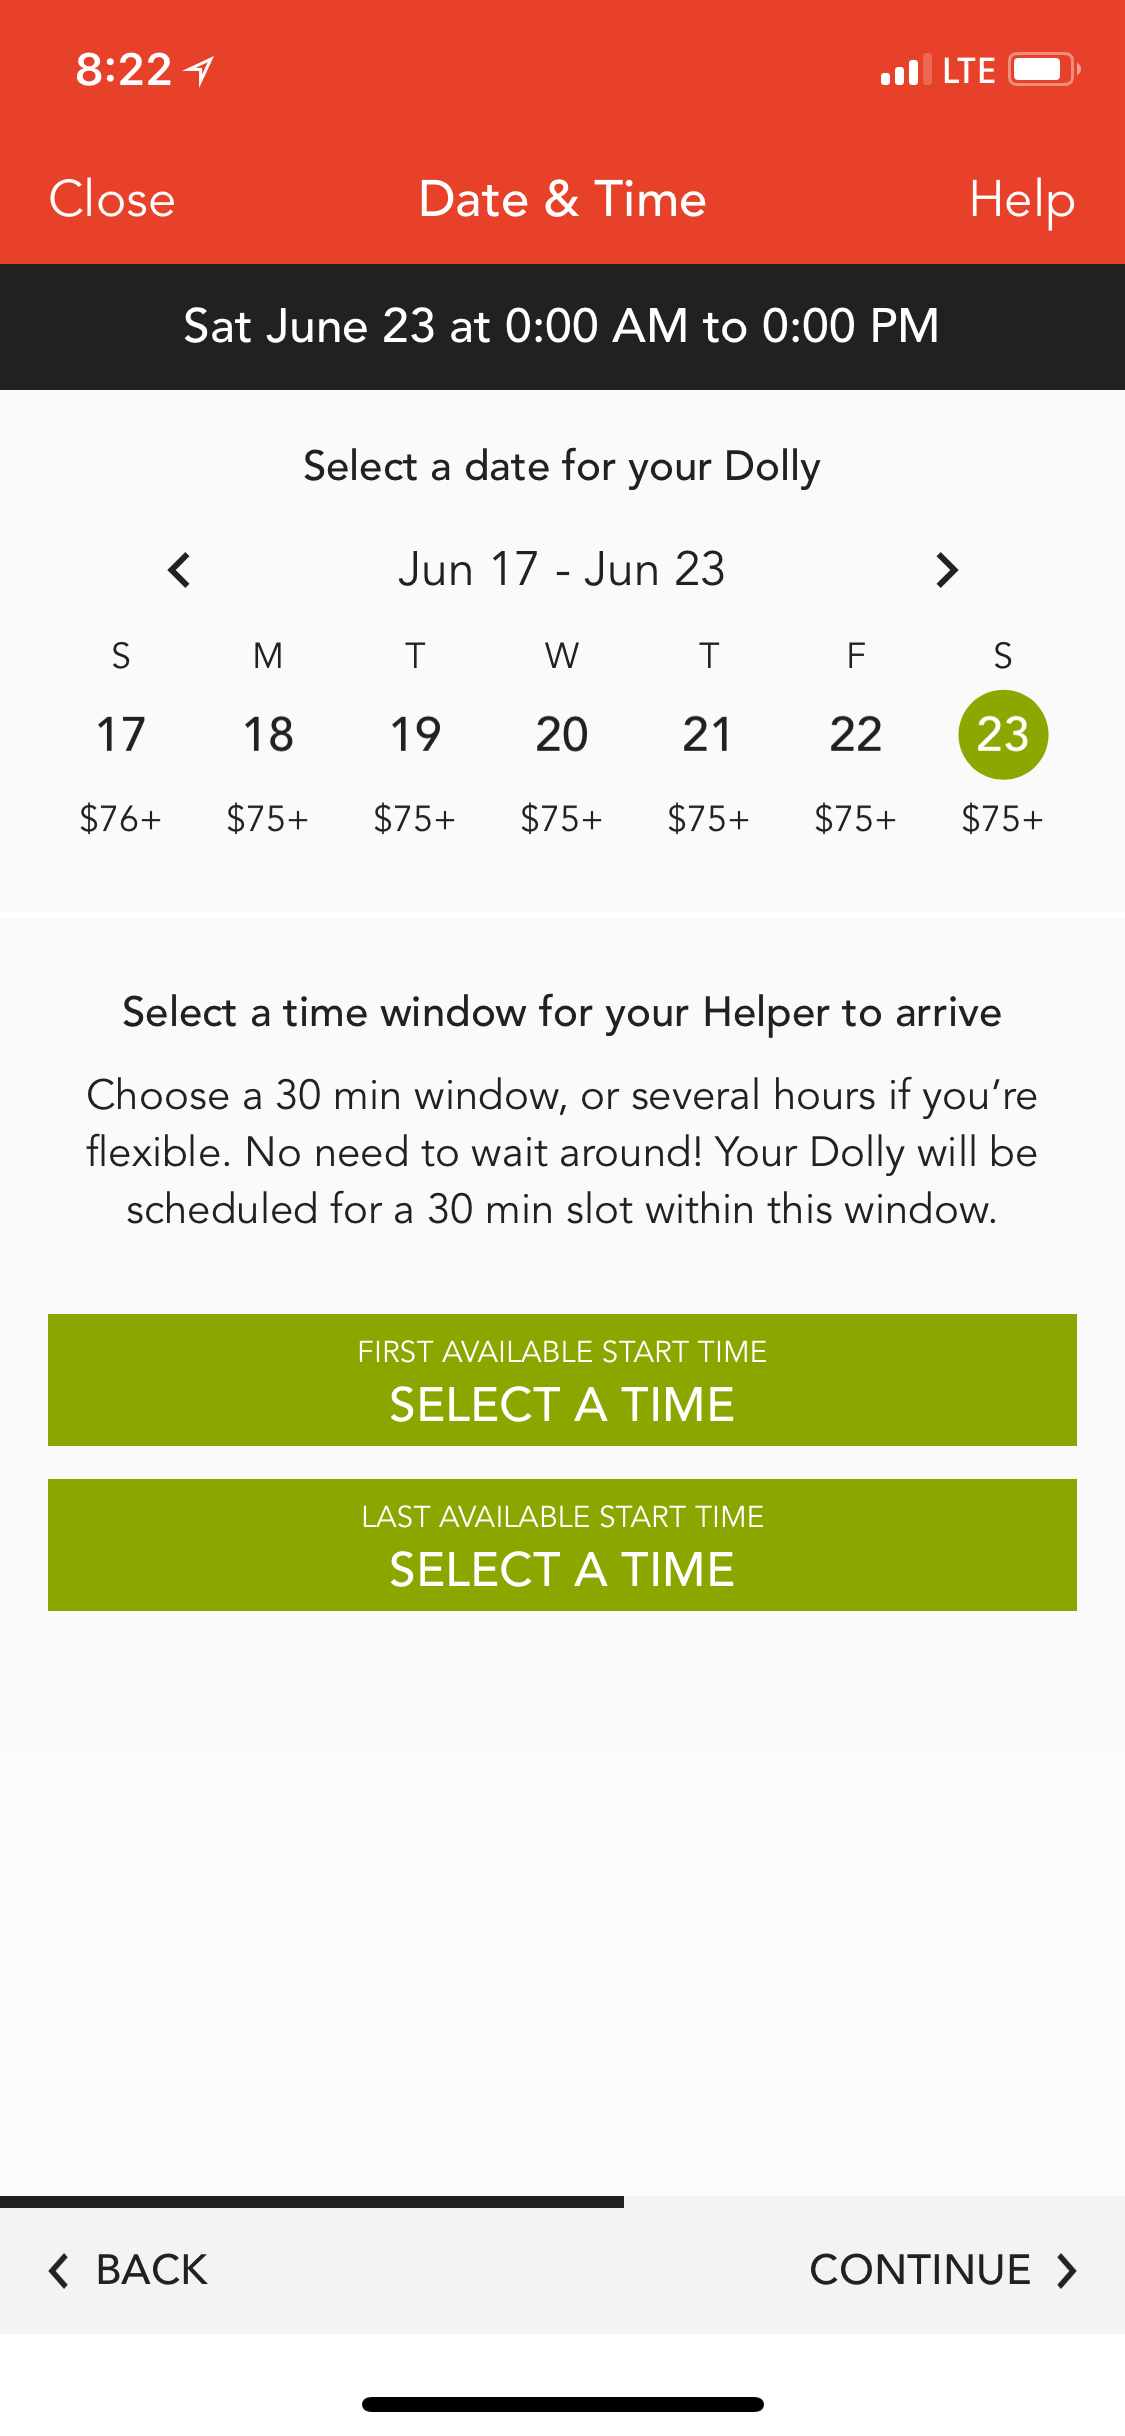 8:22 LTE
Close Date & Time Help
Sat June 23 at 0:00 AM to 0:00 PM
Select a date for your Dolly
Jun 17 - Jun 23
S M T W T F S
17 18 19 20 21 22 23
$76+ $75+ $75+ $75+ $75+ $75+ $75+
Select a time window for your Helper to arrive
Choose a 30 min window, or several hours if you’re
flexible. No need to wait around! Your Dolly will be
scheduled for a 30 min slot within this window.
FIRST AVAILABLE START TIME
SELECT A TIME
LAST AVAILABLE START TIME
SELECT A TIME
BACK CONTINUE